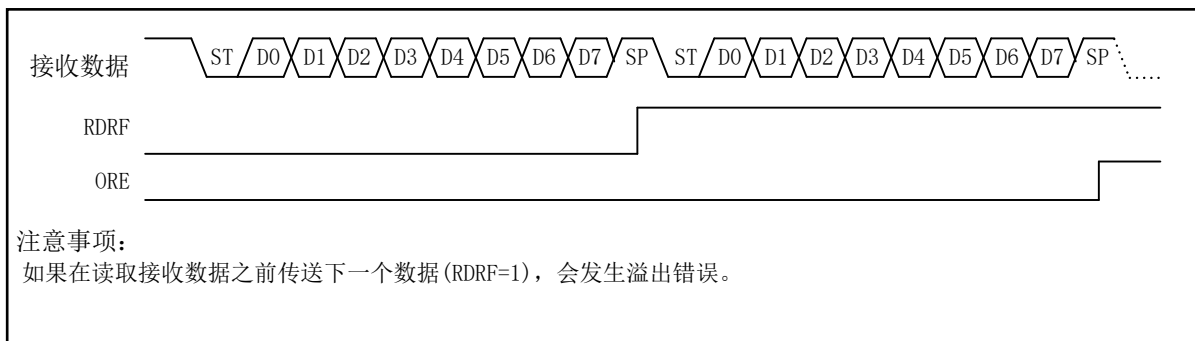 接收数据 ST D0 D1 D2 D3 D4 D5 D6 D7 SP ST D0 D1 D2 D3 D4 D5 D6 D7 SP
RDRF
ORE
注意事项:
如果在读取接收数据之前传送下一个数据(RDRF=1)，会发生溢出错误。